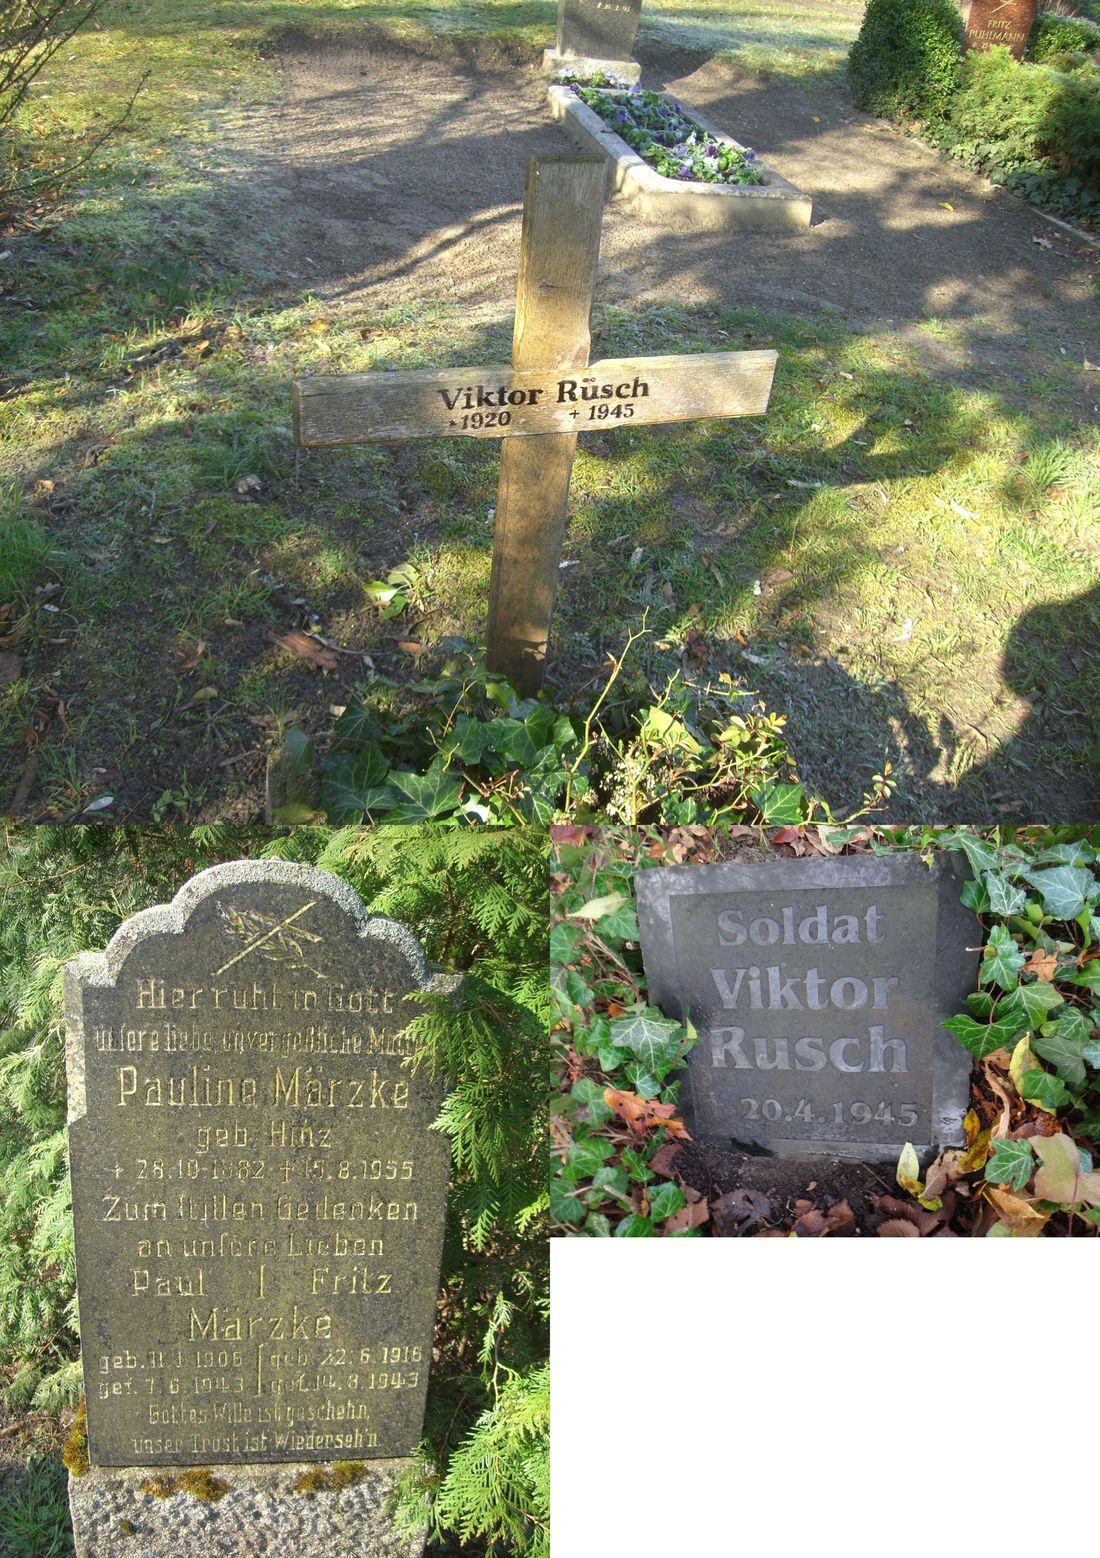 FRITZ
PUHLMANN
Viktor Rüsch
* 1920 + 1945
Hier ruht in Gott
unsere liebe unvergeßliche
Pauline Märzke
geb. Hinz
* 28.10.1882 + 15.8.1955
Zum stillen Gedenken
an unsere Lieben
Paul Fritz
Märzke
geb. 11.1.1906 geb. 22.6.1916
gef. 7.6.1943 gef. 14.8.1943
Gottes Wille ist geschehn,
unser Trost ist Wiederseh'n
Soldat
Viktor
Rusch
† 20.4.1945